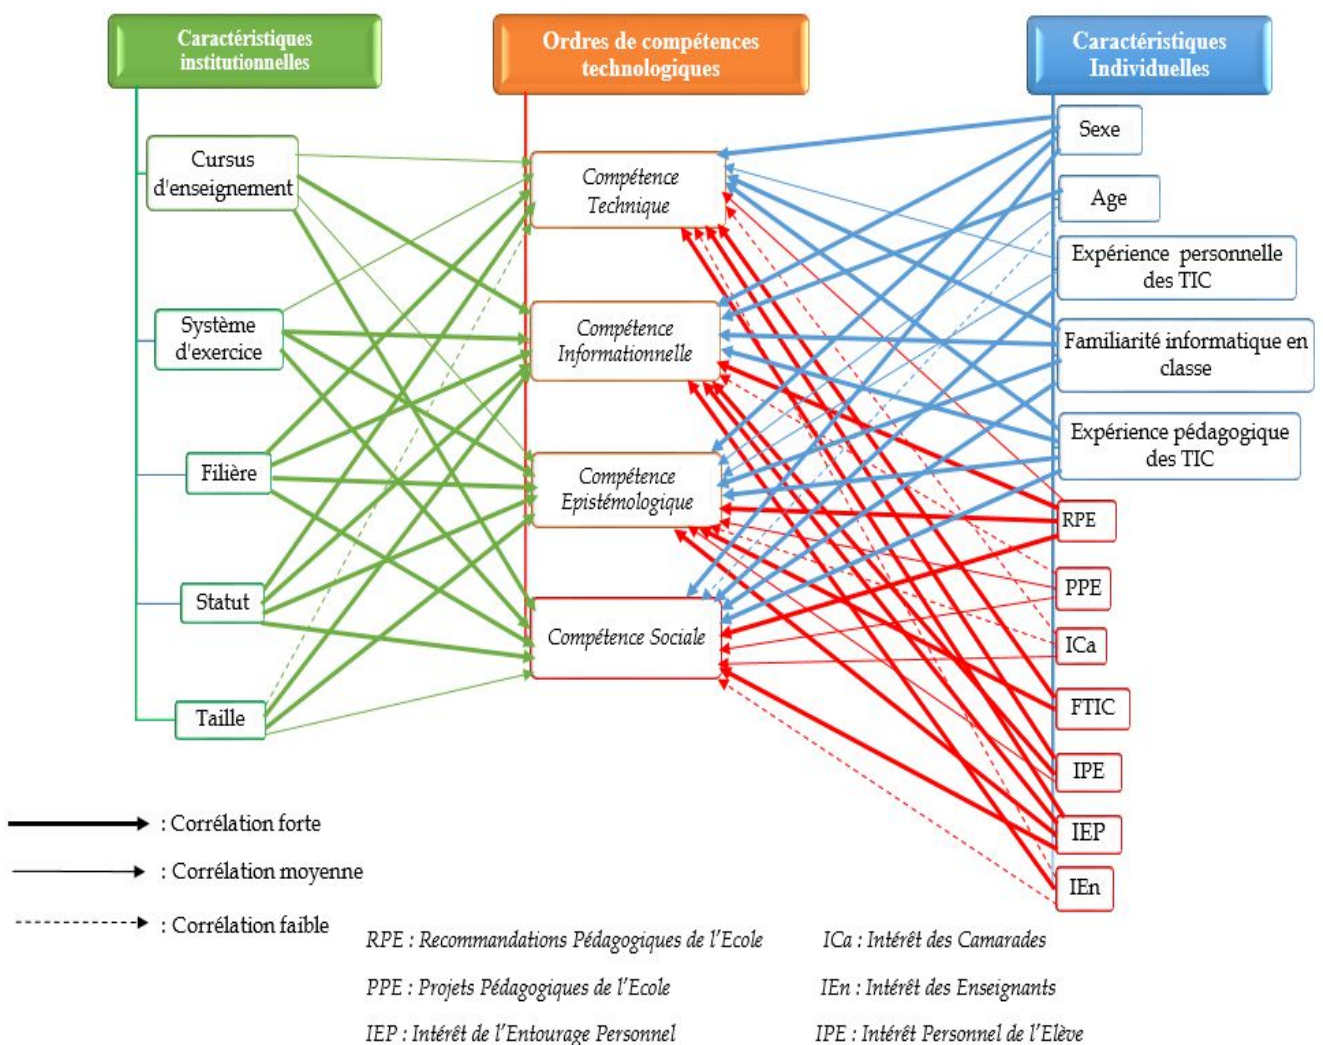 Caractéristiques
institutionnelles
Ordres de compétences
technologiques
Caractéristiques
Individuelles
Cursus
d'enseignement
Système
d'exercice
Filière
Statut
Taille
Compétence
Technique
Compétence
Informationnelle
Compétence
Epistémologique
Compétence Sociale
Sexe
Age
Expérience personnelle
des TIC
Familiarité informatique en
classe
Expérience pédagogique
des TIC
RPE
PPE
ICa
FTIC
IPE
IEP
IEn
: Corrélation forte
: Corrélation moyenne
: Corrélation faible
RPE : Recommandations Pédagogiques de l'Ecole
ICa : Intérêt des Camarades
PPE : Projets Pédagogiques de l'Ecole
IEn : Intérêt des Enseignants
IEP : Intérêt de l'Entourage Personnel
IPE : Intérêt Personnel de l'Elève